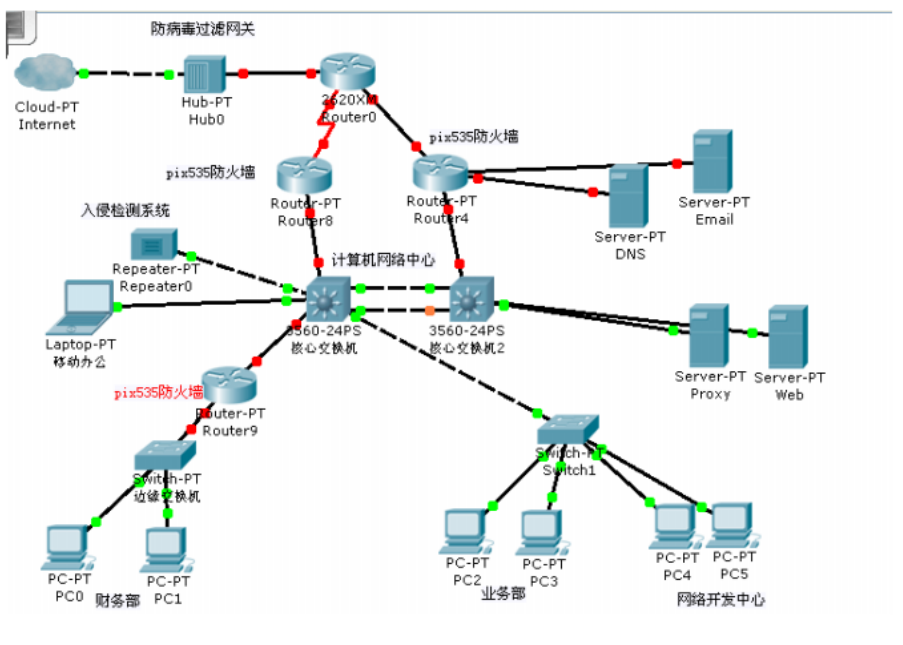 防病毒过滤网关
Cloud-PT
Internet
Hub-PT
Hub0
2620XM
Router0
pix535防火墙
Router-PT
Router8
pix535防火墙
Router-PT
Router4
Server-PT
Email
Server-PT
DNS
入侵检测系统
Repeater-PT
Repeater0
计算机网络中心
Laptop-PT
移动办公
3560-24PS
核心交换机
3560-24PS
核心交换机2
Server-PT
Proxy
Server-PT
Web
pix535防火墙
Router-PT
Router9
Switch-PT
边缘交换机
Switch-PT
Switch1
PC-PT
PC0
财务部
PC-PT
PC1
PC-PT
PC2
业务部
PC-PT
PC3
PC-PT
PC4
PC-PT
PC5
网络开发中心